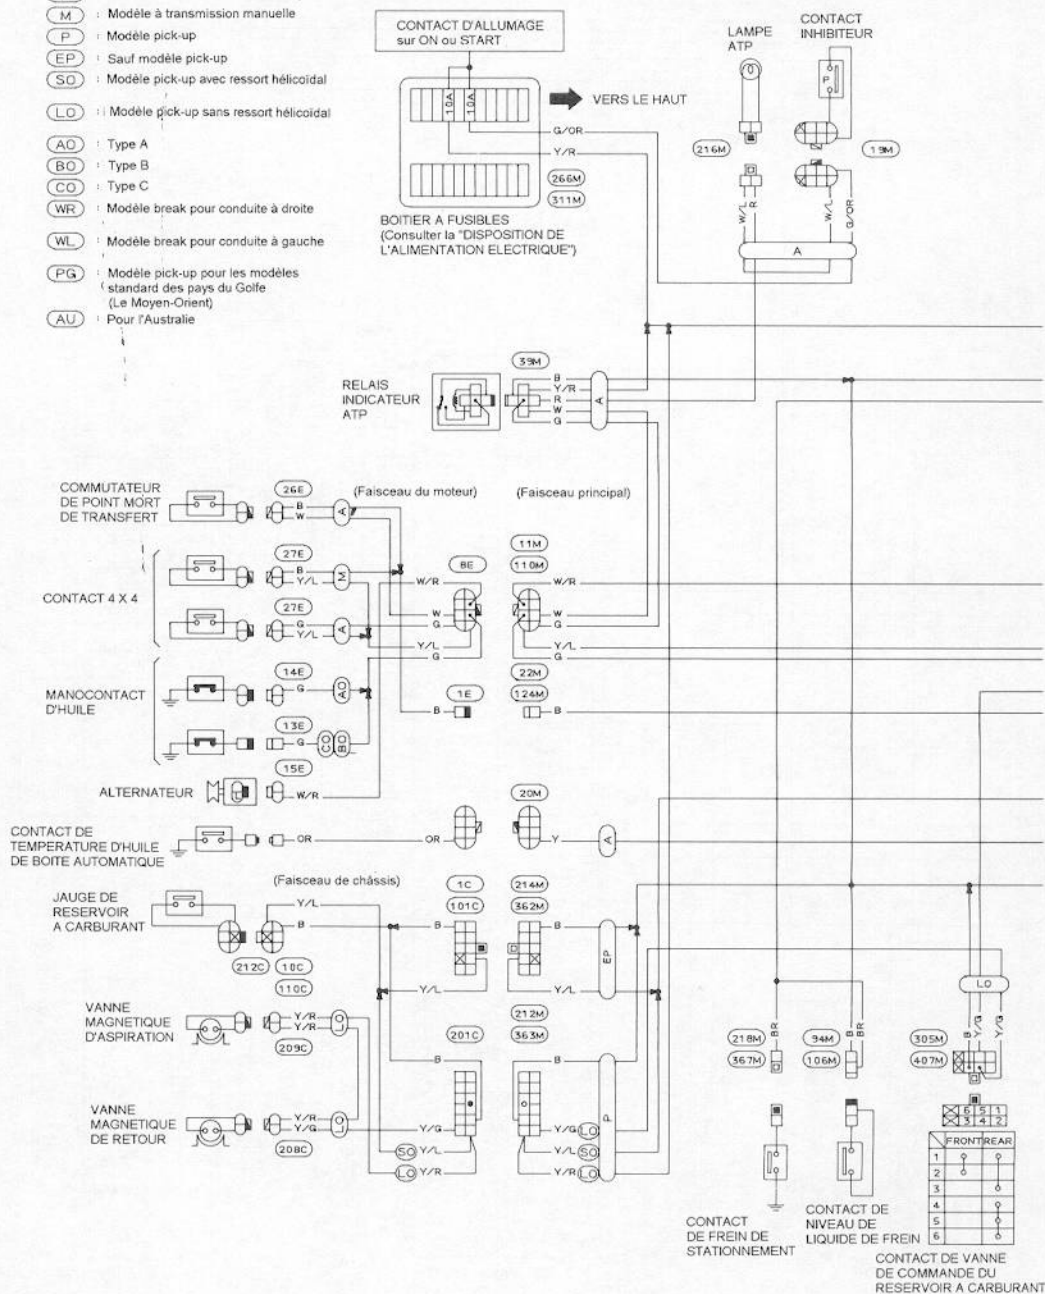 M : Modèle à transmission manuelle
P : Modèle pick-up
EP : Sauf modèle pick-up
SO : Modèle pick-up avec ressort hélicoïdal
LO : Modèle pick-up sans ressort hélicoïdal
AO : Type A
BO : Type B
CO : Type C
WR : Modèle break pour conduite à droite
WL : Modèle break pour conduite à gauche
PG : Modèle pick-up pour les modèles
standard des pays du Golfe
(Le Moyen-Orient)
AU : Pour l'Australie
CONTACT D'ALLUMAGE
sur ON ou START
10A
10A
VERS LE HAUT
G/OR
Y/R
266M
311M
BOITIER A FUSIBLES
(Consulter la "DISPOSITION DE
L'ALIMENTATION ELECTRIQUE")
LAMPE
ATP
CONTACT
INHIBITEUR
P
216M
19M
W/L
R
W/L
G/OR
A
RELAIS
INDICATEUR
ATP
39M
B
Y/R
R
W
G
A
COMMUTATEUR
DE POINT MORT
DE TRANSFERT
26E
B
W
A
(Faisceau du moteur)
(Faisceau principal)
CONTACT 4 X 4
27E
B
Y/L
M
27E
G
Y/L
A
8E
W/R
W
G
Y/L
G
11M
110M
W/R
W
G
Y/L
G
MANOCONTACT
D'HUILE
14E
G
AO
13E
G
CO
BO
1E
B
22M
124M
B
ALTERNATEUR
L
15E
W/R
20M
CONTACT DE
TEMPERATURE D'HUILE
DE BOITE AUTOMATIQUE
OR
OR
Y
A
(Faisceau de châssis)
JAUGE DE
RESERVOIR
A CARBURANT
Y/L
B
212C
10C
110C
1C
101C
B
Y/L
214M
362M
B
Y/L
EP
VANNE
MAGNETIQUE
D'ASPIRATION
Y/R
Y/R
LO
209C
201C
B
212M
363M
B
P
VANNE
MAGNETIQUE
DE RETOUR
Y/R
Y/G
LO
208C
Y/G
SO Y/L
LO Y/R
Y/G LO
Y/L SO
Y/R LO
BR
218M
367M
CONTACT
DE FREIN DE
STATIONNEMENT
B
BR
94M
106M
CONTACT DE
NIVEAU DE
LIQUIDE DE FREIN
LO
B
Y/G
Y/G
305M
407M
6 5 1
3 4 2
FRONT REAR
1
2
3
4
5
6
CONTACT DE VANNE
DE COMMANDE DU
RESERVOIR A CARBURANT